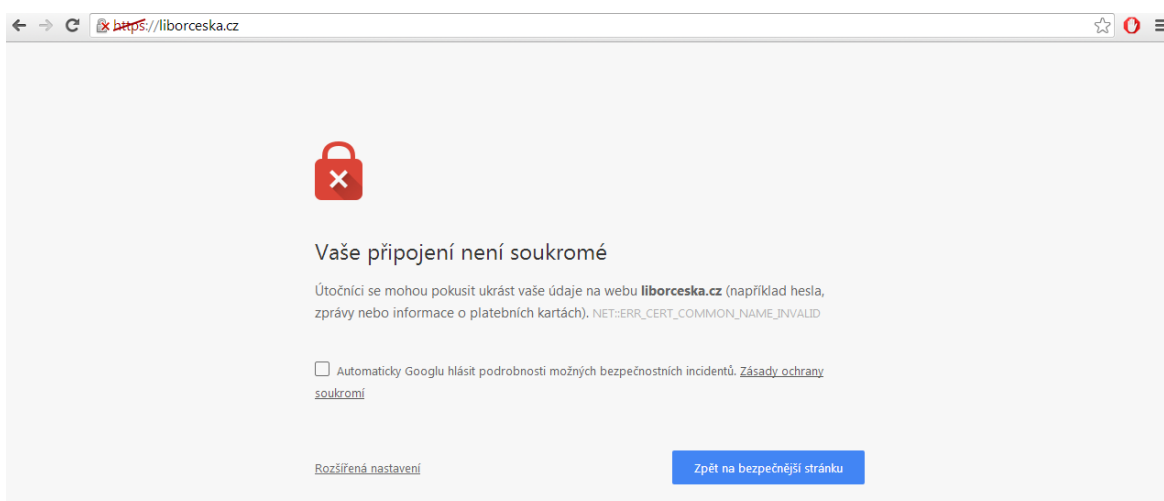 https://liborceska.cz
Vaše připojení není soukromé
Útočníci se mohou pokusit ukrást vaše údaje na webu liborceska.cz (například hesla,
zprávy nebo informace o platebních kartách). NET::ERR_CERT_COMMON_NAME_INVALID
Automaticky Googlu hlásit podrobnosti možných bezpečnostních incidentů. Zásady ochrany
soukromí
Rozšířená nastavení
Zpět na bezpečnější stránku